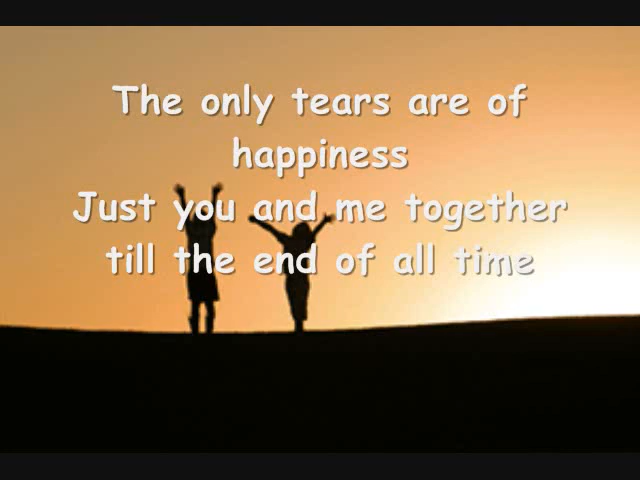 The only tears are of
happiness
Just you and me together
till the end of all time